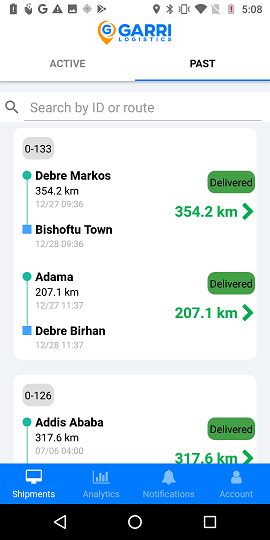 5:08
GARRI
LOGISTICS
ACTIVE
PAST
Search by ID or route
0-133
Debre Markos
354.2 km
12/27 09:36
Delivered
354.2 km
Bishoftu Town
12/28 09:36
Adama
207.1 km
12/27 11:37
Delivered
207.1 km
Debre Birhan
12/28 11:37
0-126
Addis Ababa
317.6 km
07/06 04:00
Delivered
317.6 km
Shipments
Analytics
Notifications
Account